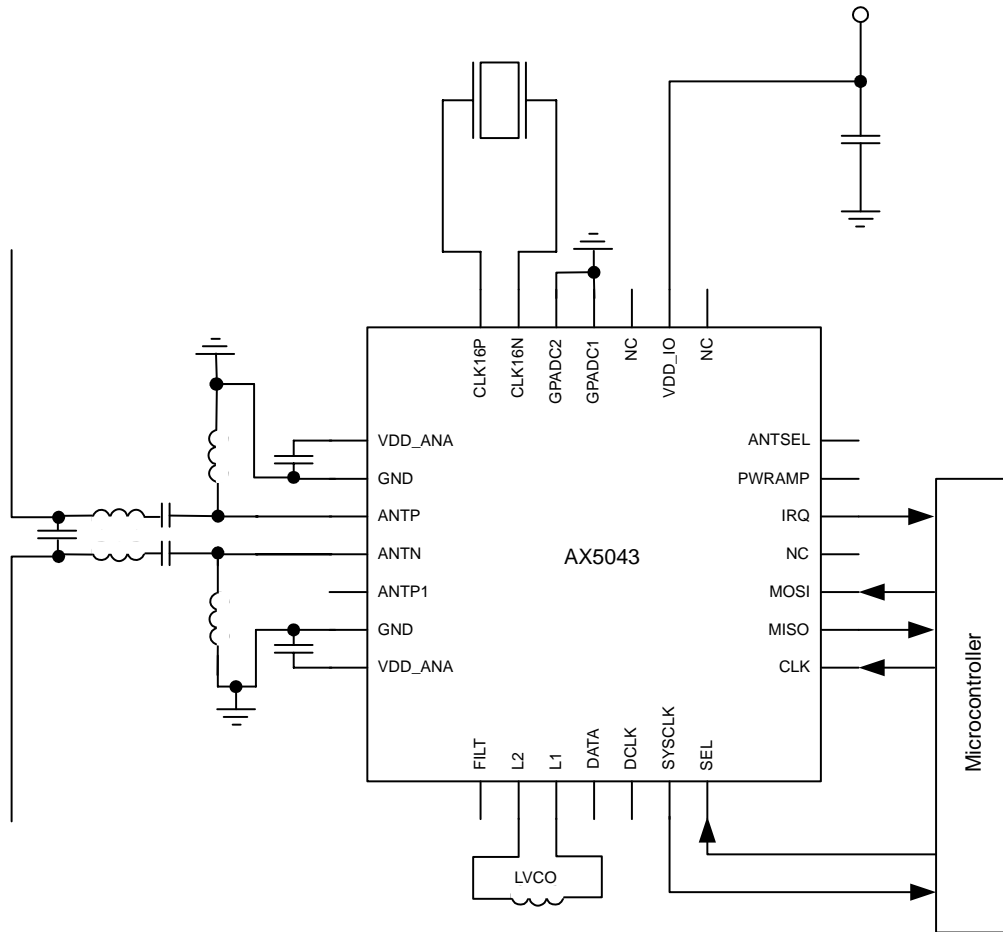 CLK16P
CLK16N
GPADC2
GPADC1
NC
VDD_IO
NC
VDD_ANA
GND
ANTP
ANTN
ANTP1
GND
VDD_ANA
AX5043
ANTSEL
PWRAMP
IRQ
NC
MOSI
MISO
CLK
FILT
L2
L1
DATA
DCLK
SYSCLK
SEL
LVCO
Microcontroller